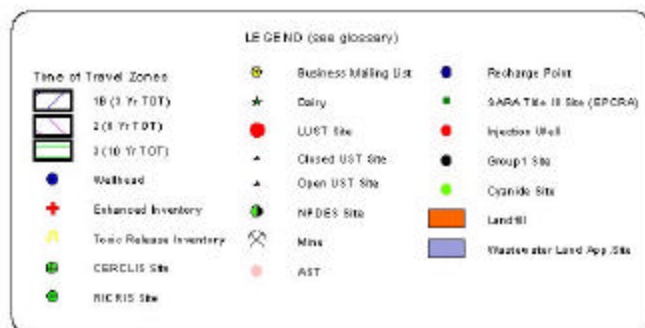 LEGEND (see glossary)
Time of Travel Zones
1B (3 Yr TOT)
2 (6 Yr TOT)
3 (10 Yr TOT)
Wellhead
Enhanced Inventory
Toxic Release Inventory
CERCLIS Site
RICRIS Site
Business Mailing List
Dairy
LUST Site
Closed UST Site
Open UST Site
NPDES Site
Mine
AST
Recharge Point
SARA Title III Site (EPCRA)
Injection Well
Group1 Site
Cyanide Site
Landfill
Wastewater Land App.Site